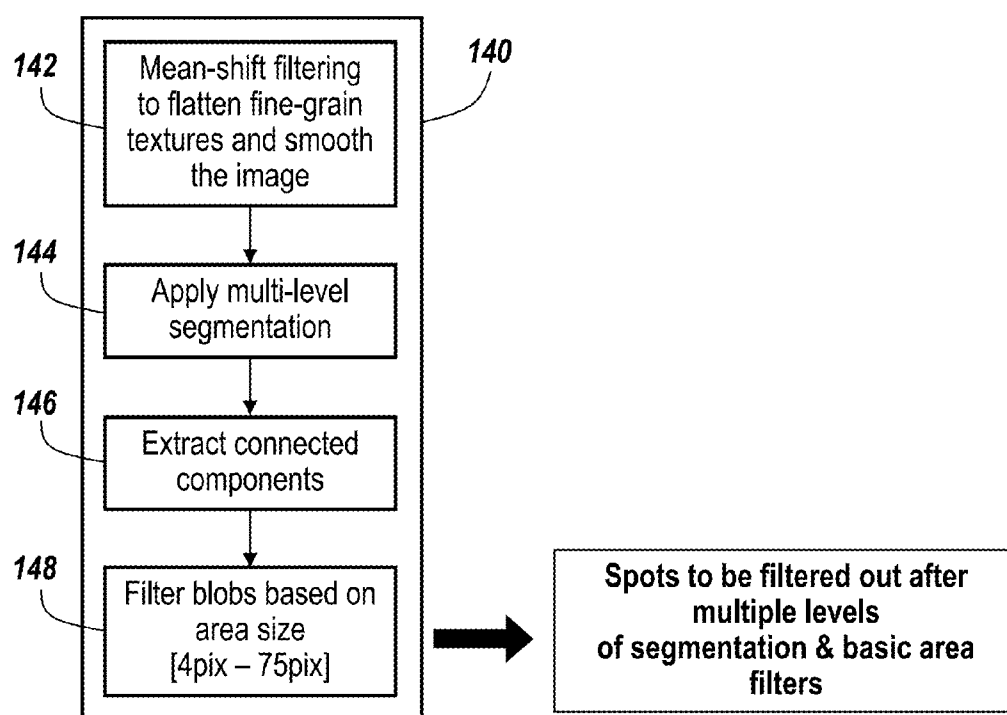 142
Mean-shift filtering
to flatten fine-grain
textures and smooth
the image
140
144
Apply multi-level
segmentation
146
Extract connected
components
148
Filter blobs based on
area size
[4pix – 75pix]
Spots to be filtered out after
multiple levels
of segmentation & basic area
filters